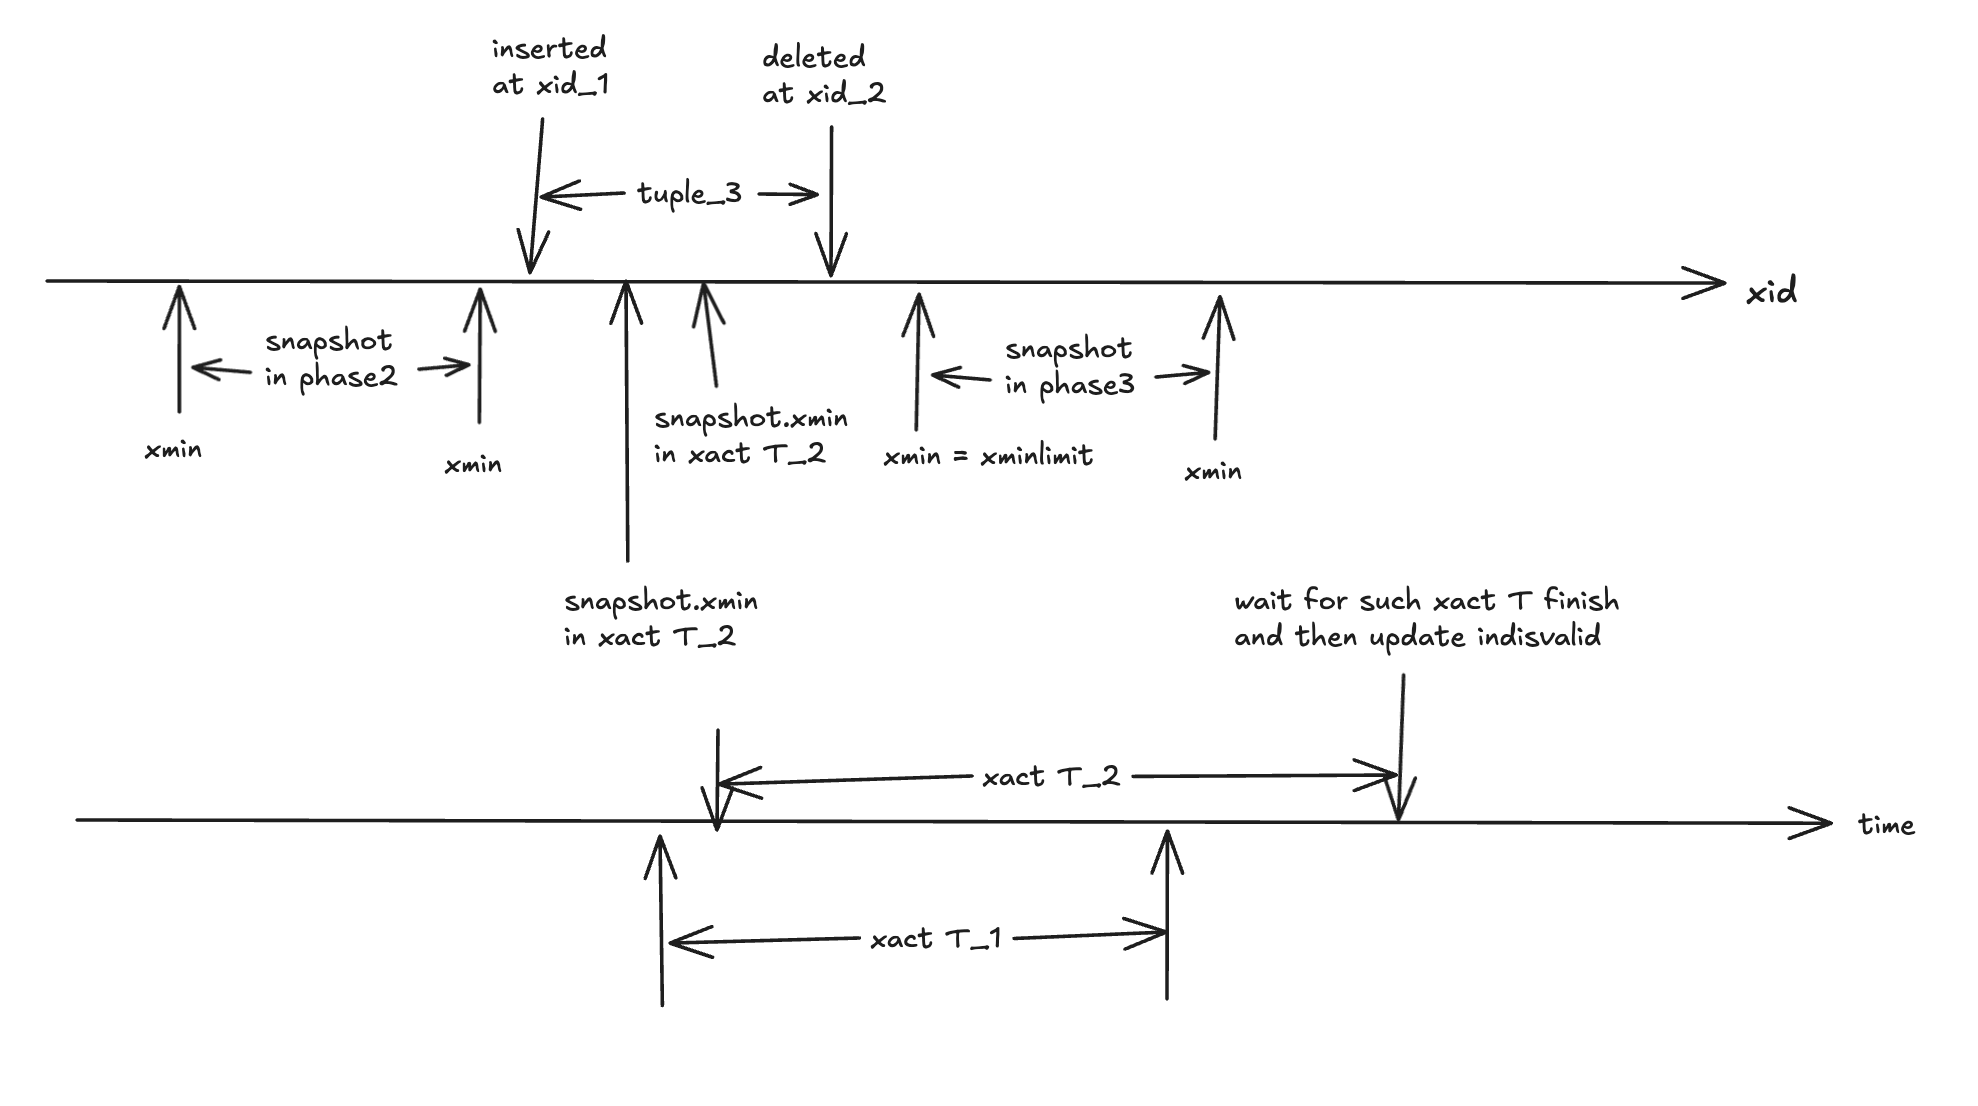 inserted
at xid_1
deleted
at xid_2
tuple_3
xid
snapshot
in phase2
snapshot
in phase3
xmin
xmin
snapshot.xmin
in xact T_2
xmin = xminlimit
xmin
snapshot.xmin
in xact T_2
wait for such xact T finish
and then update indisvalid
xact T_2
time
xact T_1